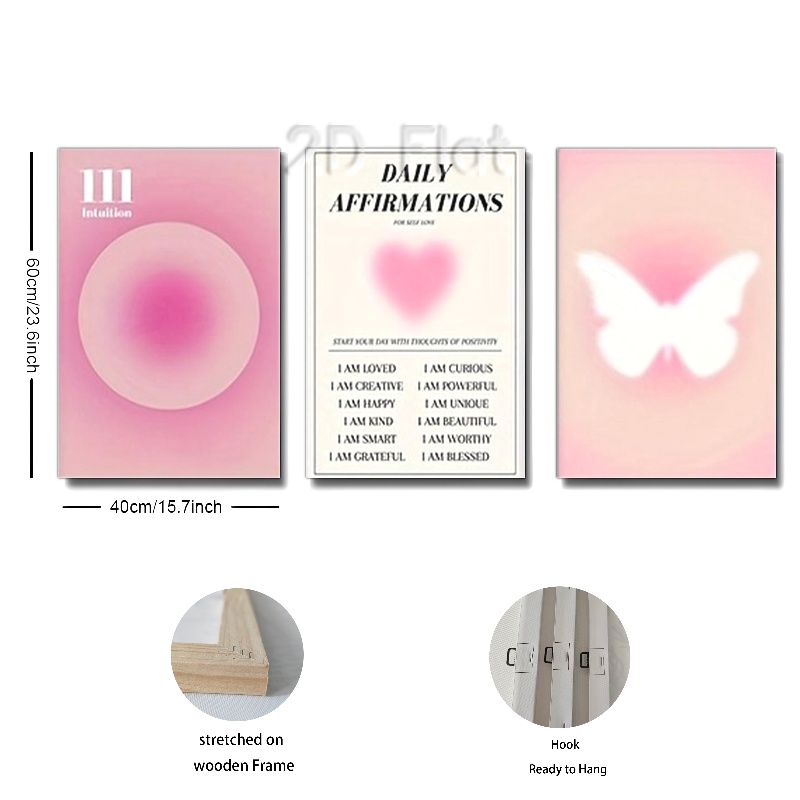 2D Flat
111
Intuition
DAILY
AFFIRMATIONS
FOR SELF LOVE
START YOUR DAY WITH THOUGHTS OF POSITIVITY
I AM LOVED
I AM CREATIVE
I AM HAPPY
I AM KIND
I AM SMART
I AM GRATEFUL
I AM CURIOUS
I AM POWERFUL
I AM UNIQUE
I AM BEAUTIFUL
I AM WORTHY
I AM BLESSED
60cm/23.6inch
40cm/15.7inch
stretched on
wooden Frame
Hook
Ready to Hang